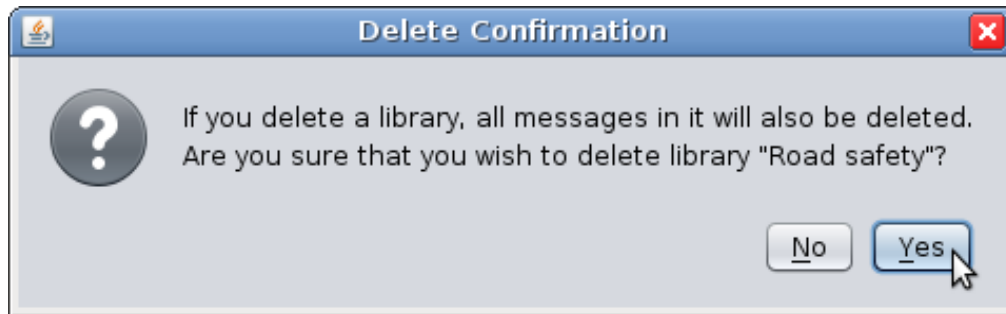 Delete Confirmation
If you delete a library, all messages in it will also be deleted.
Are you sure that you wish to delete library "Road safety"?
No Yes